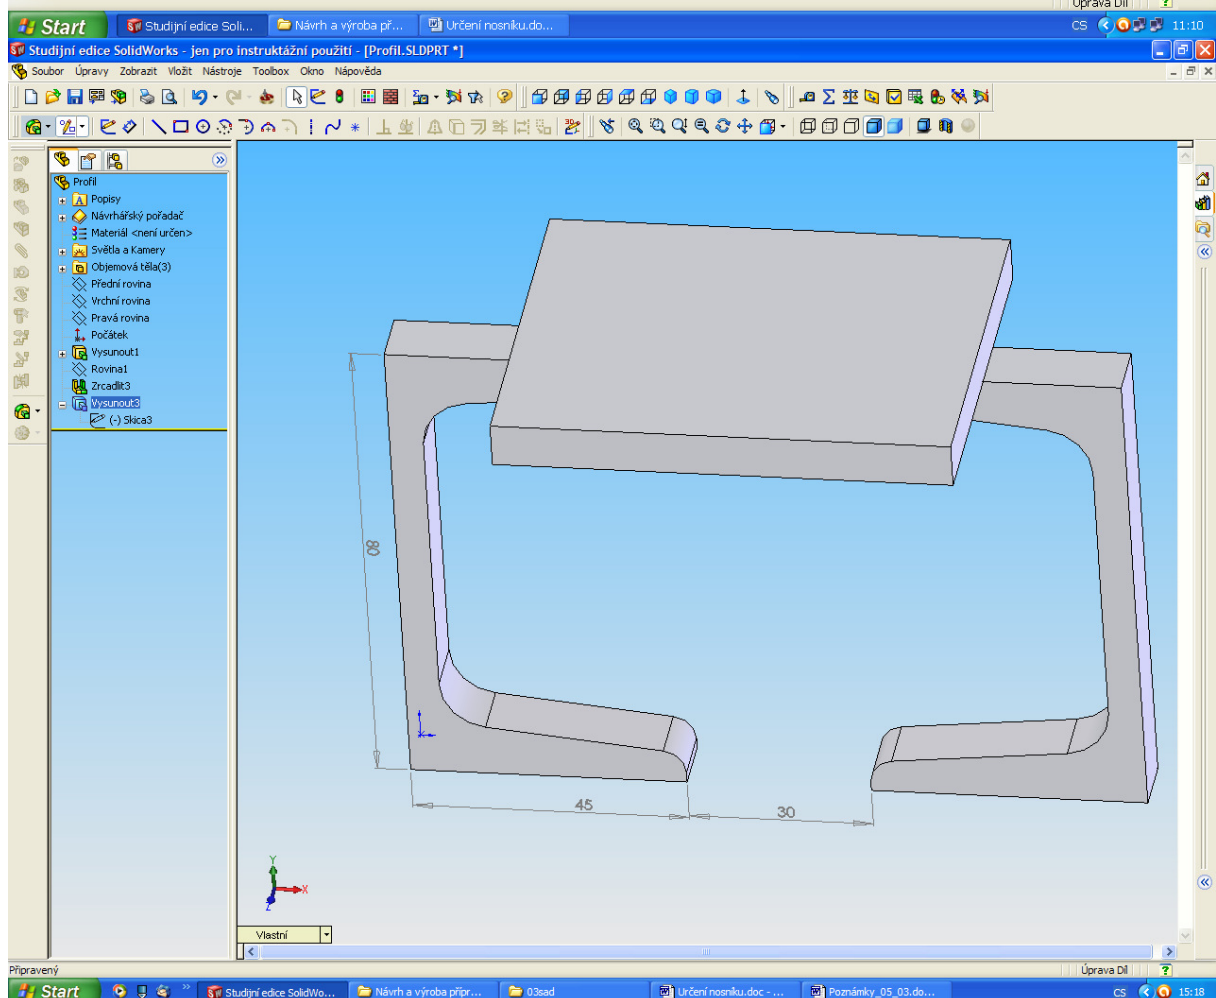 Úprava Díl
Start Studijní edice Soli... Návrh a výroba př... Určení nosníku.do... CS 11:10
Studijní edice SolidWorks - jen pro instruktážní použití - [Profil.SLDPRT *]
Soubor Úpravy Zobrazit Vložit Nástroje Toolbox Okno Nápověda
Profil
Popisy
Návrhářský pořadač
Materiál <není určen>
Světla a Kamery
Objemová těla(3)
Přední rovina
Vrchní rovina
Pravá rovina
Počátek
Vysunout1
Rovina1
Zrcadlit3
Vysunout3
(-) Skica3
80
45
30
Y
X
Z
Vlastní
Připravený Úprava Díl
Start Studijní edice SolidWo... Návrh a výroba přípr... 03sad Určení nosníku.doc - ... Poznámky_05_03.do... CS 15:18